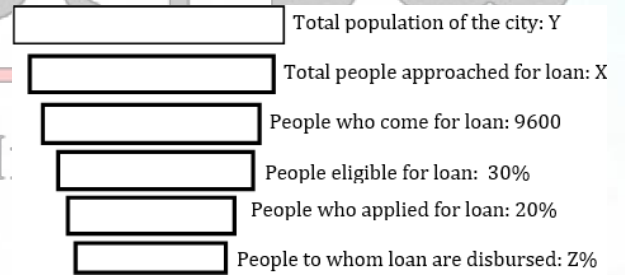 Total population of the city: Y
Total people approached for loan: X
People who come for loan: 9600
People eligible for loan: 30%
People who applied for loan: 20%
People to whom loan are disbursed: Z%